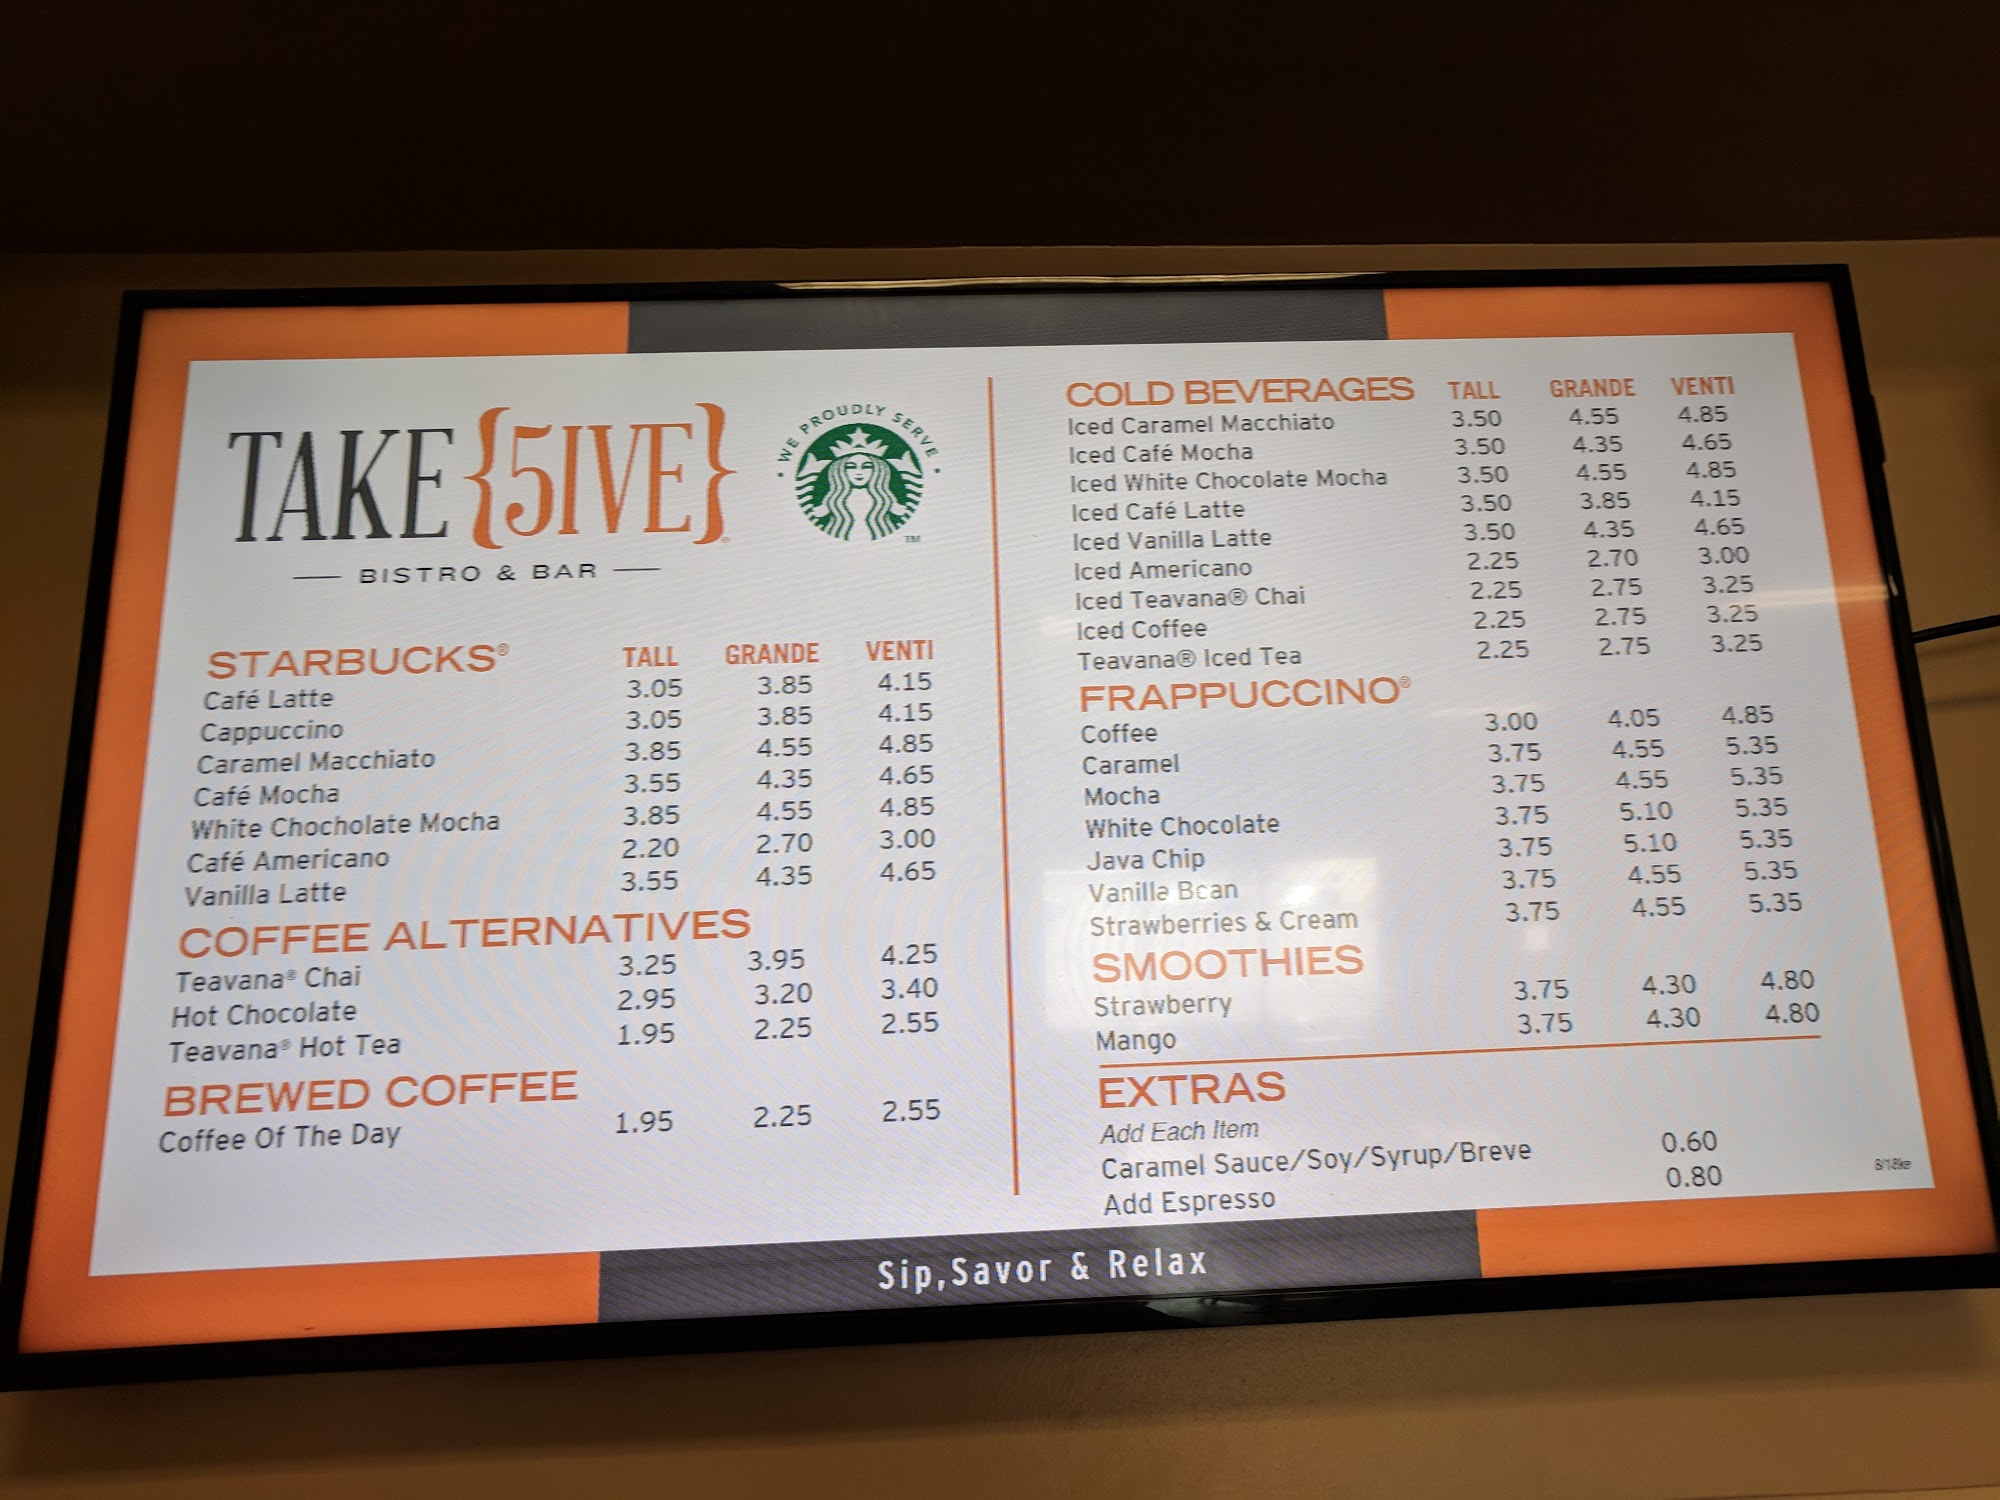 TAKE {5IVE}®
BISTRO & BAR
· WE PROUDLY SERVE ·
TM
STARBUCKS® TALL GRANDE VENTI
Café Latte 3.05 3.85 4.15
Cappuccino 3.05 3.85 4.15
Caramel Macchiato 3.85 4.55 4.85
Café Mocha 3.55 4.35 4.65
White Chocholate Mocha 3.85 4.55 4.85
Café Americano 2.20 2.70 3.00
Vanilla Latte 3.55 4.35 4.65
COFFEE ALTERNATIVES
Teavana® Chai 3.25 3.95 4.25
Hot Chocolate 2.95 3.20 3.40
Teavana® Hot Tea 1.95 2.25 2.55
BREWED COFFEE
Coffee Of The Day 1.95 2.25 2.55
COLD BEVERAGES TALL GRANDE VENTI
Iced Caramel Macchiato 3.50 4.55 4.85
Iced Café Mocha 3.50 4.35 4.65
Iced White Chocolate Mocha 3.50 4.55 4.85
Iced Café Latte 3.50 3.85 4.15
Iced Vanilla Latte 3.50 4.35 4.65
Iced Americano 2.25 2.70 3.00
Iced Teavana® Chai 2.25 2.75 3.25
Iced Coffee 2.25 2.75 3.25
Teavana® Iced Tea 2.25 2.75 3.25
FRAPPUCCINO®
Coffee 3.00 4.05 4.85
Caramel 3.75 4.55 5.35
Mocha 3.75 4.55 5.35
White Chocolate 3.75 5.10 5.35
Java Chip 3.75 5.10 5.35
Vanilla Bean 3.75 4.55 5.35
Strawberries & Cream 3.75 4.55 5.35
SMOOTHIES
Strawberry 3.75 4.30 4.80
Mango 3.75 4.30 4.80
EXTRAS
Add Each Item
Caramel Sauce/Soy/Syrup/Breve 0.60
Add Espresso 0.80
8/18ke
Sip,Savor & Relax